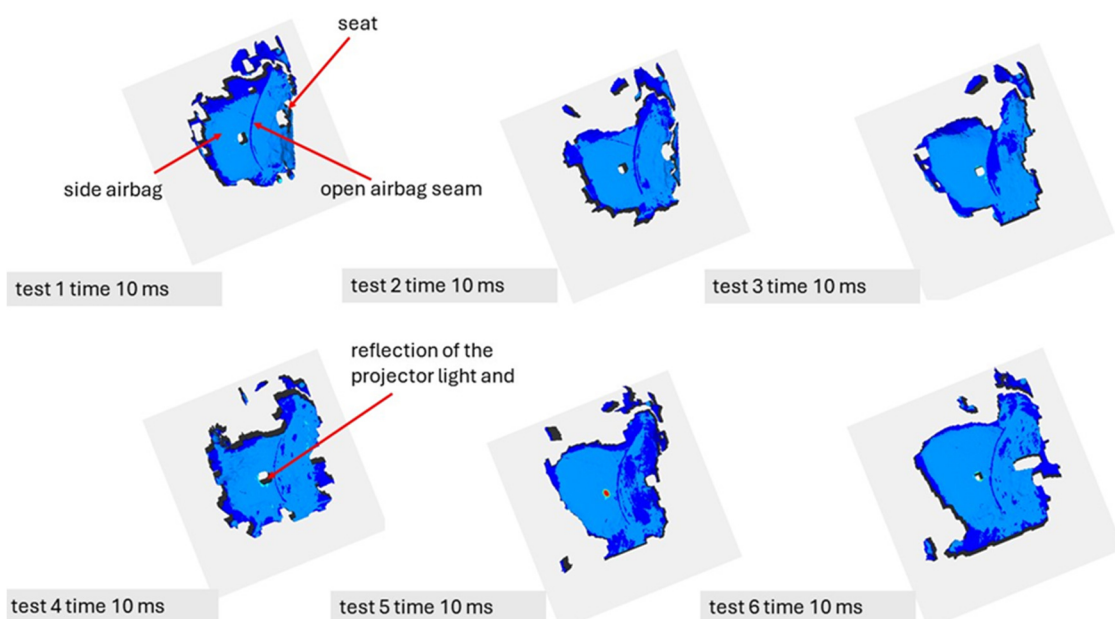 seat
side airbag
open airbag seam
test 1 time 10 ms
test 2 time 10 ms
test 3 time 10 ms
reflection of the
projector light and
test 4 time 10 ms
test 5 time 10 ms
test 6 time 10 ms